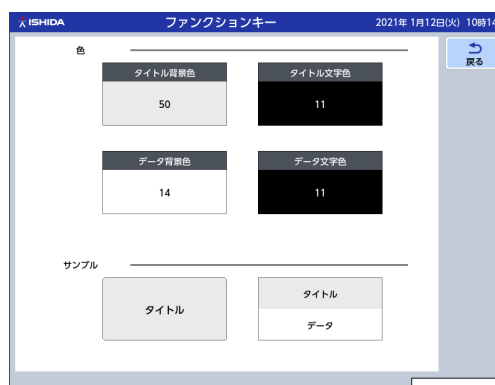 ISHIDA ファンクションキー 2021年 1月12日(火) 10時14
戻る
色
タイトル背景色 タイトル文字色
50 11
データ背景色 データ文字色
14 11
サンプル
タイトル
タイトル
データ